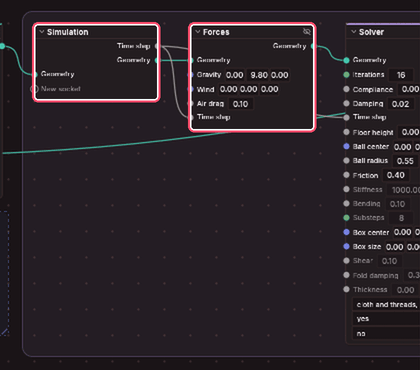 Simulation
Time step
Geometry
Geometry
New socket
Forces
Geometry
Geometry
Gravity 0.00 9.80 0.00
Wind 0.00 0.00 0.00
Air drag 0.10
Time step
Solver
Geometry
Iterations 16
Compliance 0.00
Damping 0.02
Time step
Floor height 0.00
Ball center 0.00 0
Ball radius 0.55
Friction 0.40
Stiffness 1000.0
Bending 0.10
Substeps 8
Box center 0.00 0
Box size 0.00 0.0
Shear 0.10
Fold damping 0.3
Thickness 0.00
cloth and threads,
yes
no